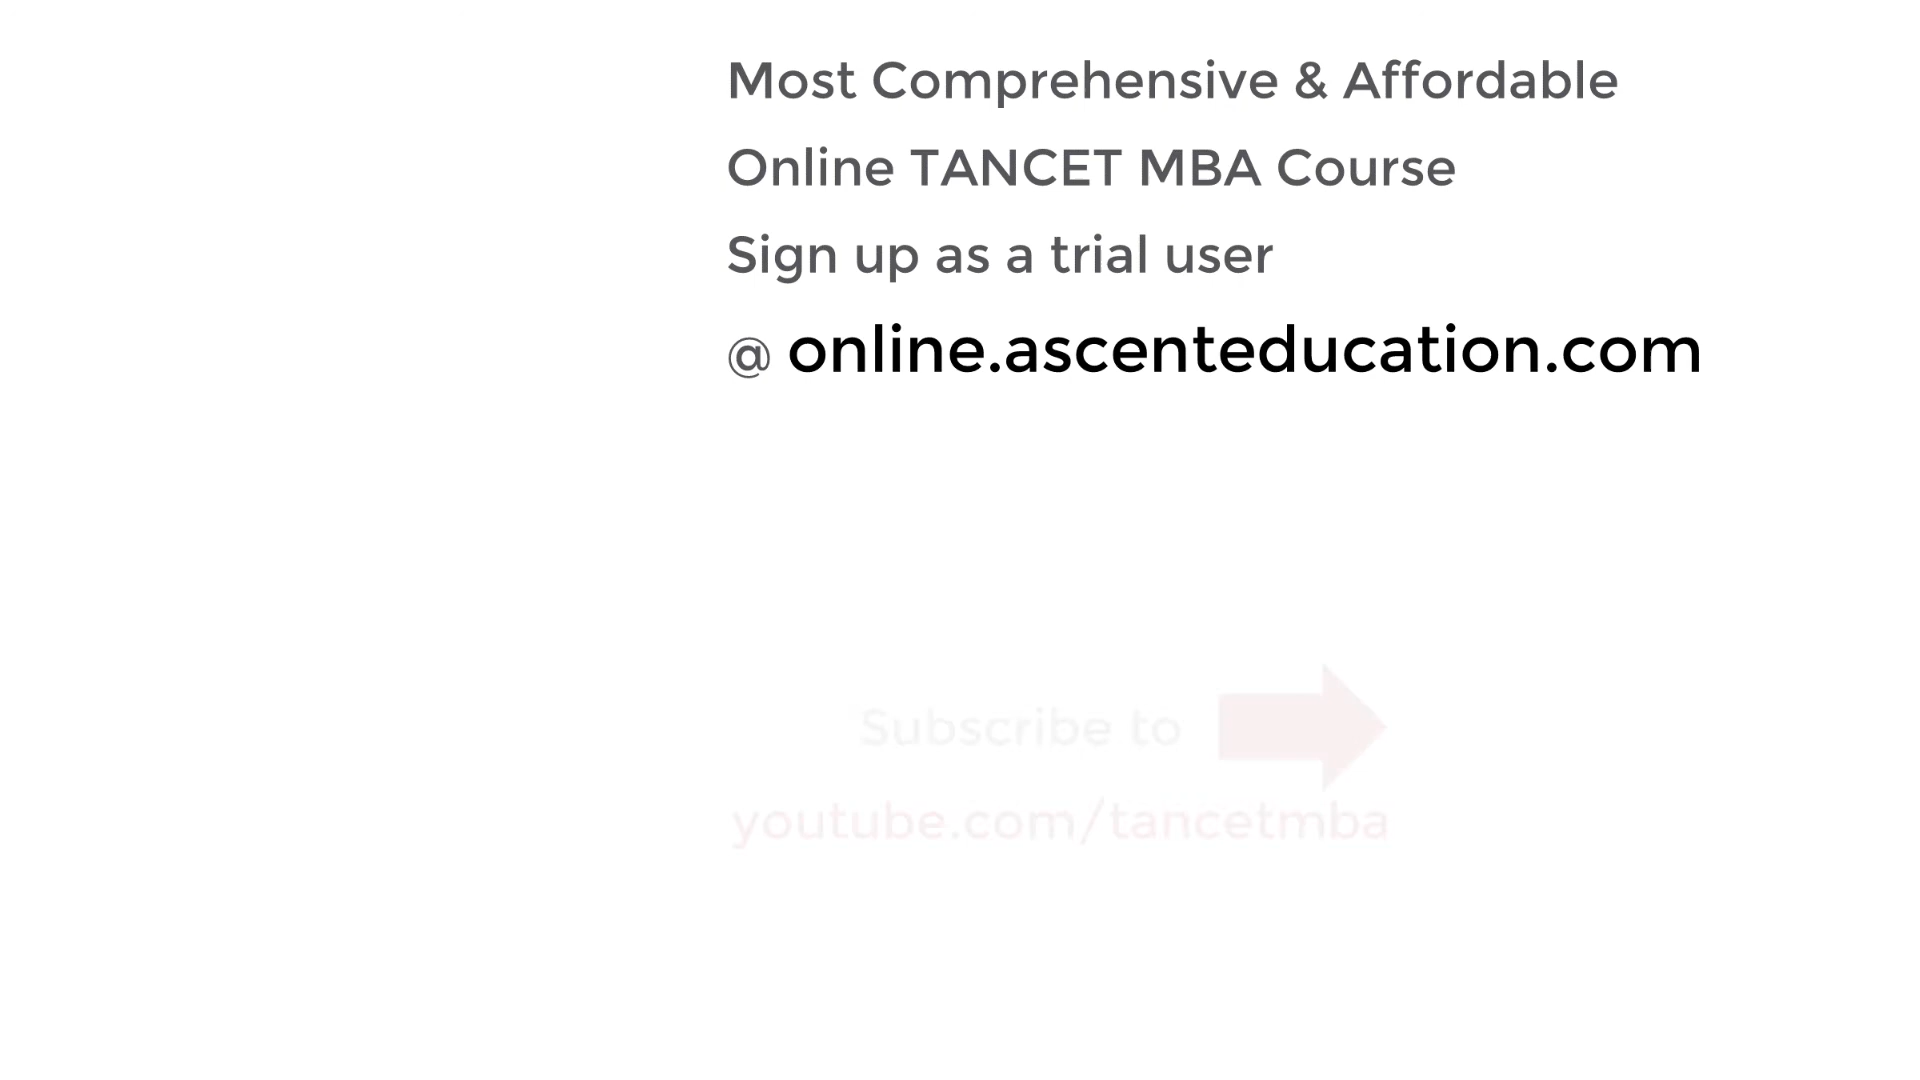 Most Comprehensive & Affordable
Online TANCET MBA Course
Sign up as a trial user
@ online.ascenteducation.com
Subscribe to
youtube.com/tancetmba